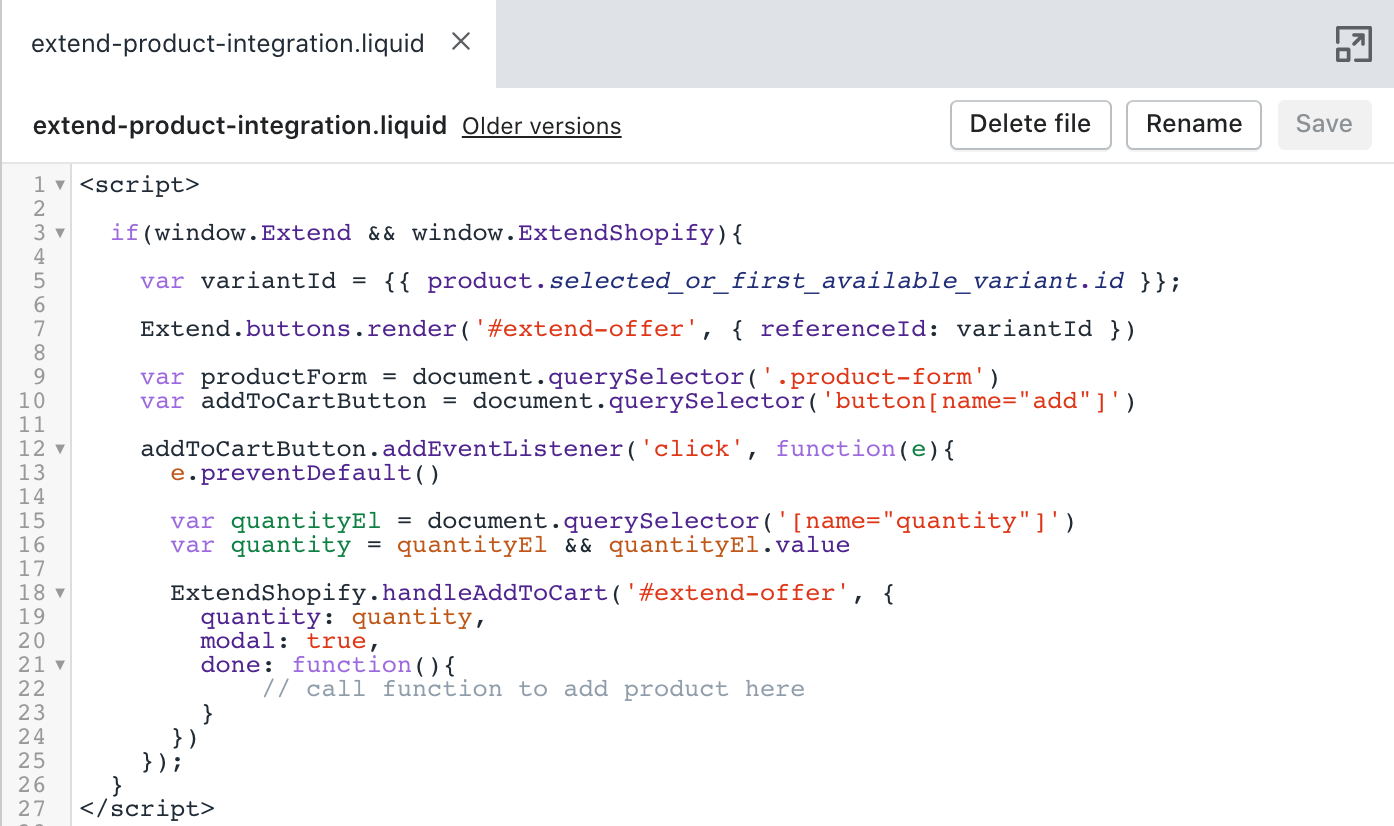 extend-product-integration.liquid
extend-product-integration.liquid Older versions Delete file Rename Save
1 <script>
2
3 if(window.Extend && window.ExtendShopify){
4
5 var variantId = {{ product.selected_or_first_available_variant.id }};
6
7 Extend.buttons.render('#extend-offer', { referenceId: variantId })
8
9 var productForm = document.querySelector('.product-form')
10 var addToCartButton = document.querySelector('button[name="add"]')
11
12 addToCartButton.addEventListener('click', function(e){
13 e.preventDefault()
14
15 var quantityEl = document.querySelector('[name="quantity"]')
16 var quantity = quantityEl && quantityEl.value
17
18 ExtendShopify.handleAddToCart('#extend-offer', {
19 quantity: quantity,
20 modal: true,
21 done: function(){
22 // call function to add product here
23 }
24 })
25 });
26 }
27 </script>